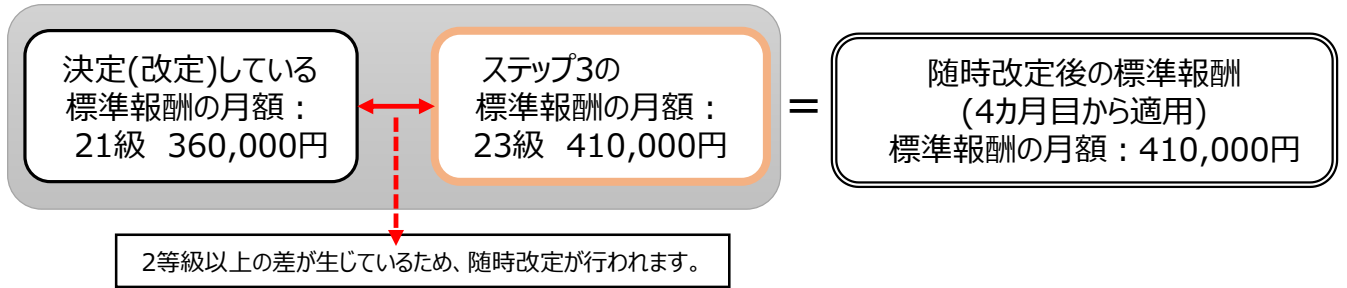 決定(改定)している
標準報酬の月額：
21級 360,000円
ステップ3の
標準報酬の月額：
23級 410,000円
＝
随時改定後の標準報酬
(4カ月目から適用)
標準報酬の月額：410,000円
2等級以上の差が生じているため、随時改定が行われます。